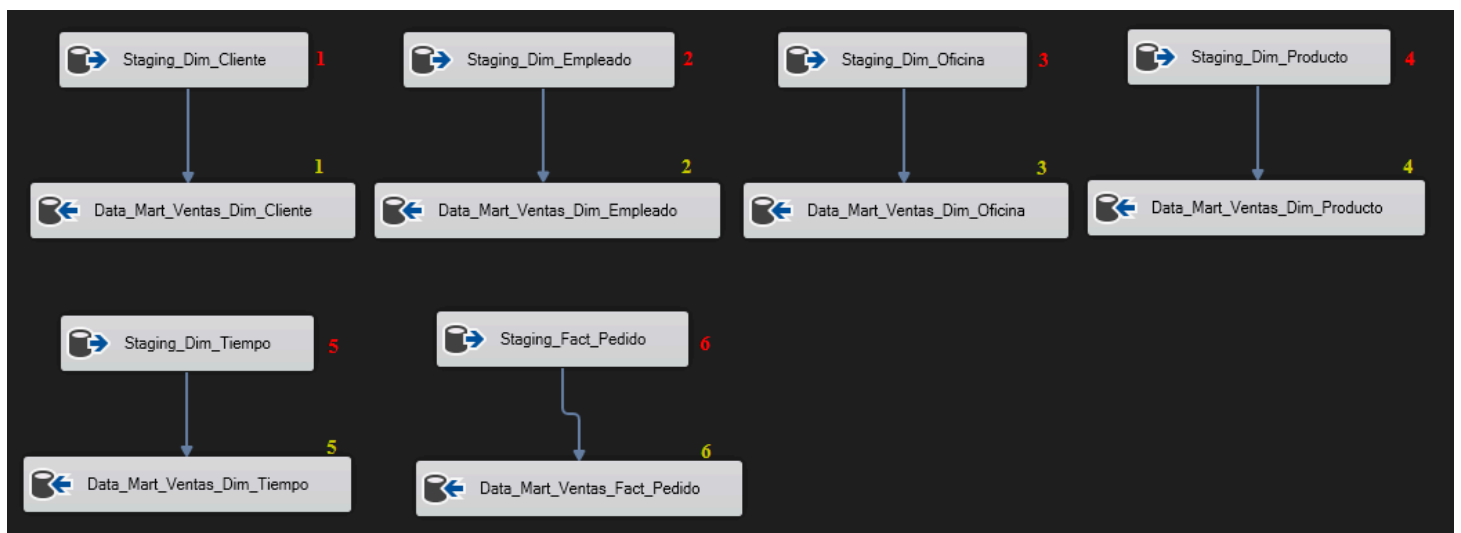 Staging_Dim_Cliente 1
Staging_Dim_Empleado 2
Staging_Dim_Oficina 3
Staging_Dim_Producto 4
1
Data_Mart_Ventas_Dim_Cliente
2
Data_Mart_Ventas_Dim_Empleado
3
Data_Mart_Ventas_Dim_Oficina
4
Data_Mart_Ventas_Dim_Producto
Staging_Dim_Tiempo 5
Staging_Fact_Pedido 6
5
Data_Mart_Ventas_Dim_Tiempo
6
Data_Mart_Ventas_Fact_Pedido